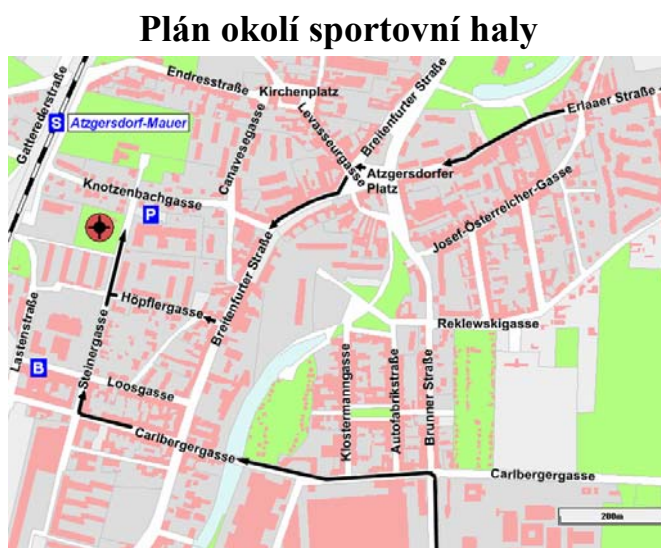 Plán okolí sportovní haly
Endresstraße
Kirchenplatz
Gattererderstraße
S Atzgersdorf-Mauer
Canavesegasse
Levasseurgasse
Breitenfurter Straße
Erlaaer Straße
Atzgersdorfer
Platz
Knotzenbachgasse
P
Josef-Österreicher-Gasse
Breitenfurter Straße
Höpflergasse
Steinergasse
Lastenstraße
Reklewskigasse
B
Loosgasse
Klostermanngasse
Autofabrikstraße
Brunner Straße
Carlbergergasse
Carlbergergasse
200m